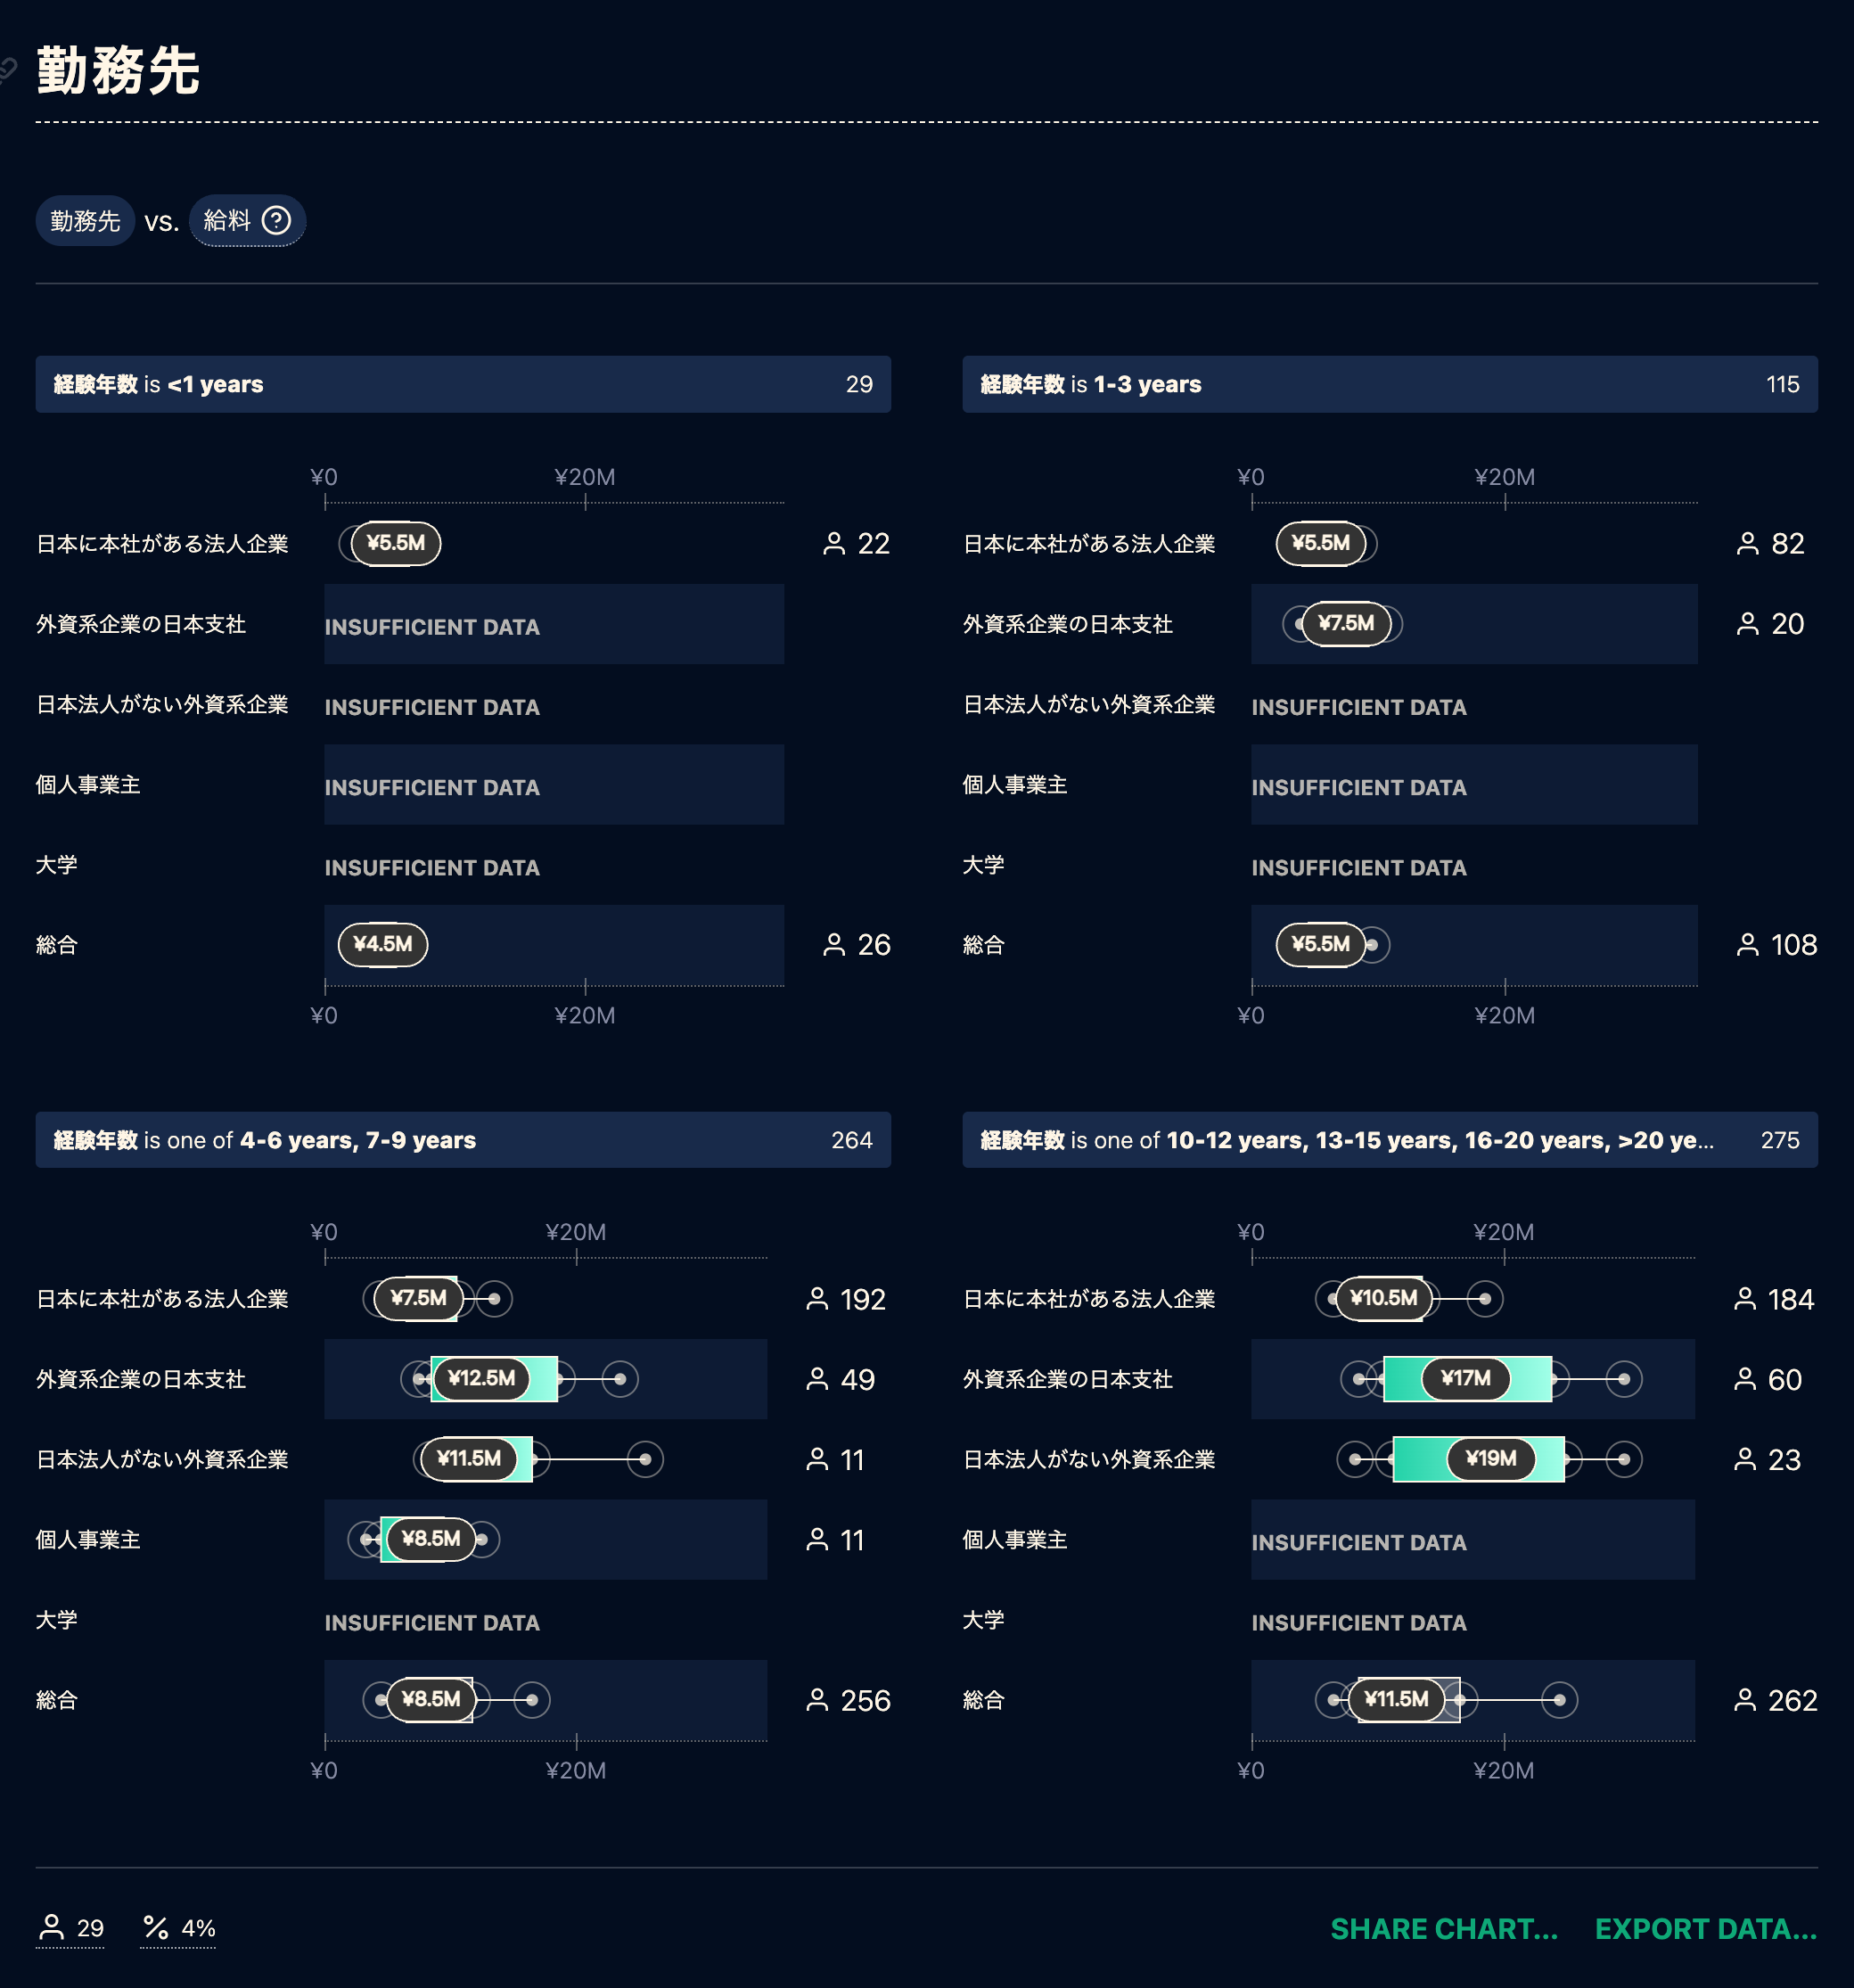 勤務先
勤務先 vs. 給料 ?
経験年数 is <1 years 29
¥0 ¥20M
日本に本社がある法人企業 ¥5.5M 22
外資系企業の日本支社 INSUFFICIENT DATA
日本法人がない外資系企業 INSUFFICIENT DATA
個人事業主 INSUFFICIENT DATA
大学 INSUFFICIENT DATA
総合 ¥4.5M 26
¥0 ¥20M
経験年数 is 1-3 years 115
¥0 ¥20M
日本に本社がある法人企業 ¥5.5M 82
外資系企業の日本支社 ¥7.5M 20
日本法人がない外資系企業 INSUFFICIENT DATA
個人事業主 INSUFFICIENT DATA
大学 INSUFFICIENT DATA
総合 ¥5.5M 108
¥0 ¥20M
経験年数 is one of 4-6 years, 7-9 years 264
¥0 ¥20M
日本に本社がある法人企業 ¥7.5M 192
外資系企業の日本支社 ¥12.5M 49
日本法人がない外資系企業 ¥11.5M 11
個人事業主 ¥8.5M 11
大学 INSUFFICIENT DATA
総合 ¥8.5M 256
¥0 ¥20M
経験年数 is one of 10-12 years, 13-15 years, 16-20 years, >20 ye... 275
¥0 ¥20M
日本に本社がある法人企業 ¥10.5M 184
外資系企業の日本支社 ¥17M 60
日本法人がない外資系企業 ¥19M 23
個人事業主 INSUFFICIENT DATA
大学 INSUFFICIENT DATA
総合 ¥11.5M 262
¥0 ¥20M
29 % 4% SHARE CHART... EXPORT DATA...